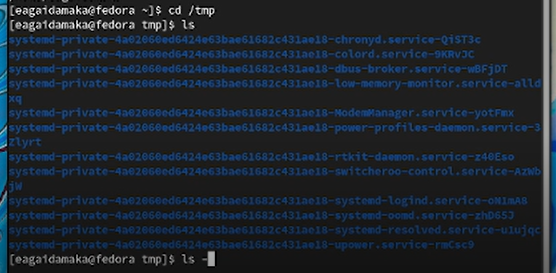 [eagaidamaka@fedora ~]$ cd /tmp
[eagaidamaka@fedora tmp]$ ls
systemd-private-4a02060ed6424e63bae61682c431ae18-chronyd.service-QiST3c
systemd-private-4a02060ed6424e63bae61682c431ae18-colord.service-9KRvJC
systemd-private-4a02060ed6424e63bae61682c431ae18-dbus-broker.service-wBFjDT
systemd-private-4a02060ed6424e63bae61682c431ae18-low-memory-monitor.service-alld
xq
systemd-private-4a02060ed6424e63bae61682c431ae18-ModemManager.service-yotFmx
systemd-private-4a02060ed6424e63bae61682c431ae18-power-profiles-daemon.service-3
Zlyrt
systemd-private-4a02060ed6424e63bae61682c431ae18-rtkit-daemon.service-z40Eso
systemd-private-4a02060ed6424e63bae61682c431ae18-switcheroo-control.service-AzWb
jW
systemd-private-4a02060ed6424e63bae61682c431ae18-systemd-logind.service-oNlmA8
systemd-private-4a02060ed6424e63bae61682c431ae18-systemd-oomd.service-zhD65J
systemd-private-4a02060ed6424e63bae61682c431ae18-systemd-resolved.service-u1ujqc
systemd-private-4a02060ed6424e63bae61682c431ae18-upower.service-rmCsc9
[eagaidamaka@fedora tmp]$ ls -